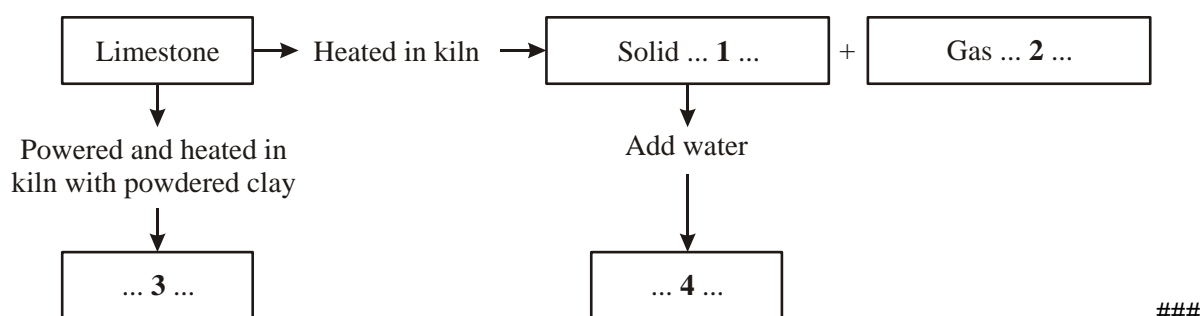 Limestone
Heated in kiln
Solid ... 1 ...
+
Gas ... 2 ...
Powered and heated in
kiln with powdered clay
Add water
... 3 ...
... 4 ...
###